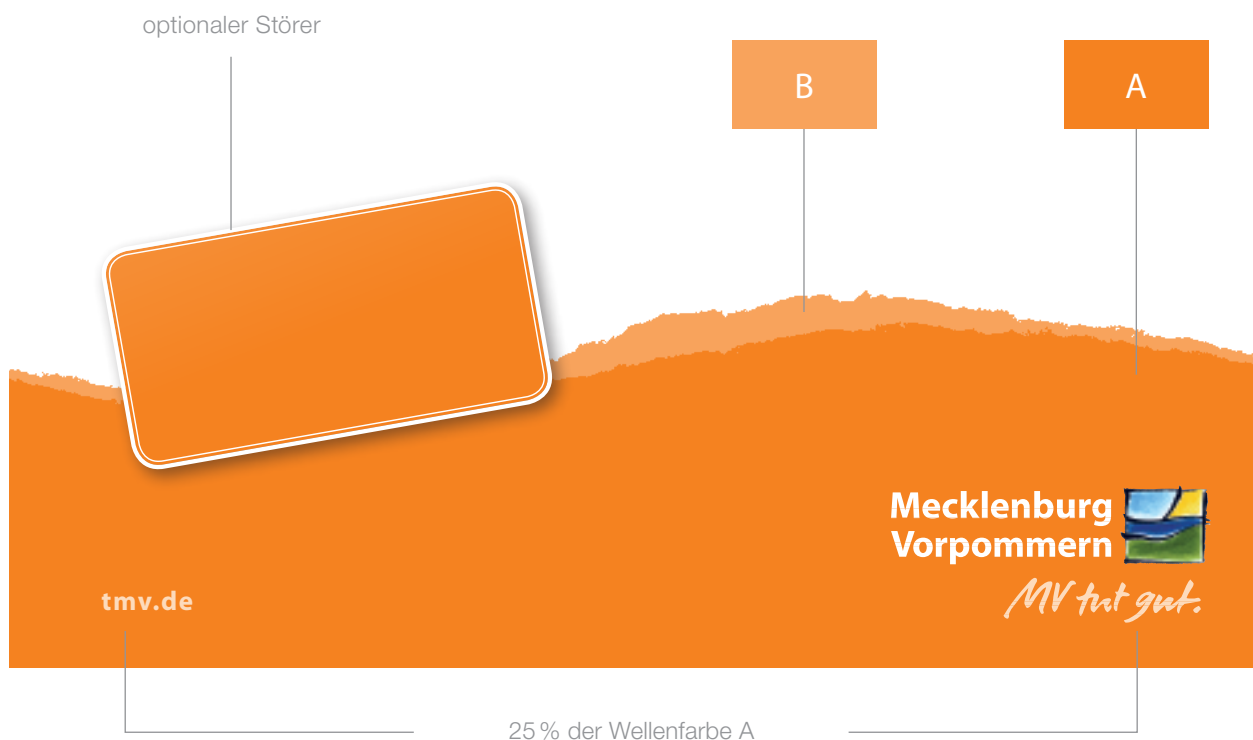 optionaler Störer
B
A
Mecklenburg
Vorpommern
tmv.de
MV tut gut.
25 % der Wellenfarbe A